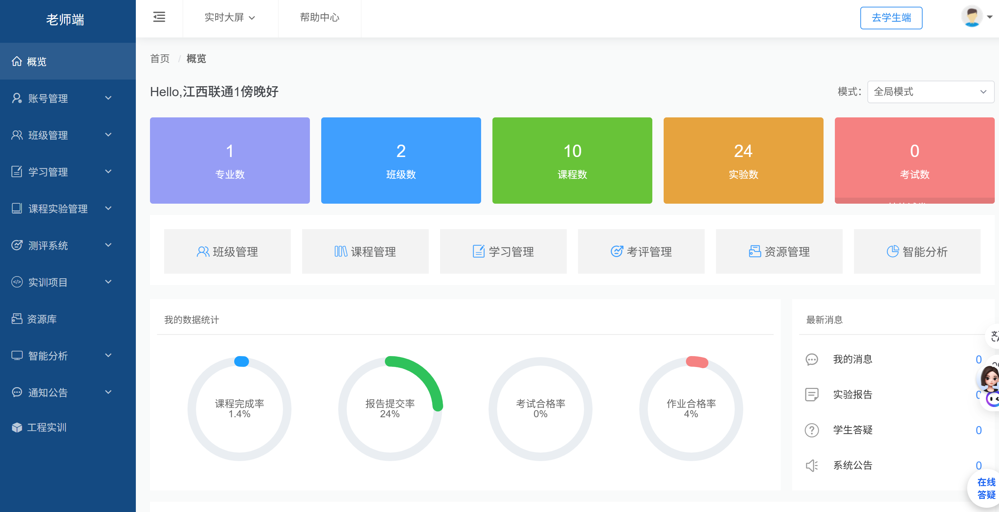 老师端
实时大屏
帮助中心
去学生端
概览
账号管理
班级管理
学习管理
课程实验管理
测评系统
实训项目
资源库
智能分析
通知公告
工程实训
首页 / 概览
Hello,江西联通1傍晚好
模式：
全局模式
1
专业数
2
班级数
10
课程数
24
实验数
0
考试数
班级管理
课程管理
学习管理
考评管理
资源管理
智能分析
我的数据统计
课程完成率
1.4%
报告提交率
24%
考试合格率
0%
作业合格率
4%
最新消息
我的消息 0
实验报告 0
学生答疑 0
系统公告 0
在线
答疑